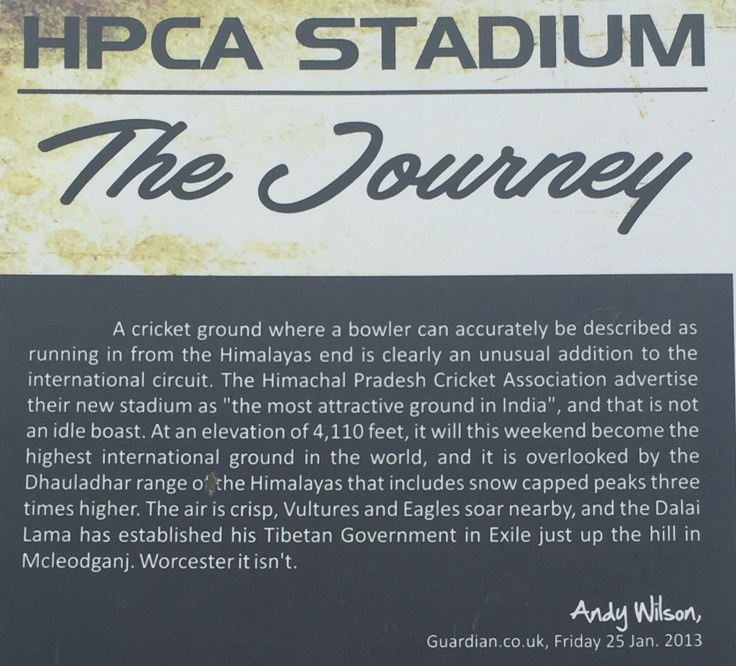 HPCA STADIUM
The Journey
A cricket ground where a bowler can accurately be described as
running in from the Himalayas end is clearly an unusual addition to the
international circuit. The Himachal Pradesh Cricket Association advertise
their new stadium as "the most attractive ground in India", and that is not
an idle boast. At an elevation of 4,110 feet, it will this weekend become the
highest international ground in the world, and it is overlooked by the
Dhauladhar range of the Himalayas that includes snow capped peaks three
times higher. The air is crisp, Vultures and Eagles soar nearby, and the Dalai
Lama has established his Tibetan Government in Exile just up the hill in
Mcleodganj. Worcester it isn't.
Andy Wilson,
Guardian.co.uk, Friday 25 Jan. 2013